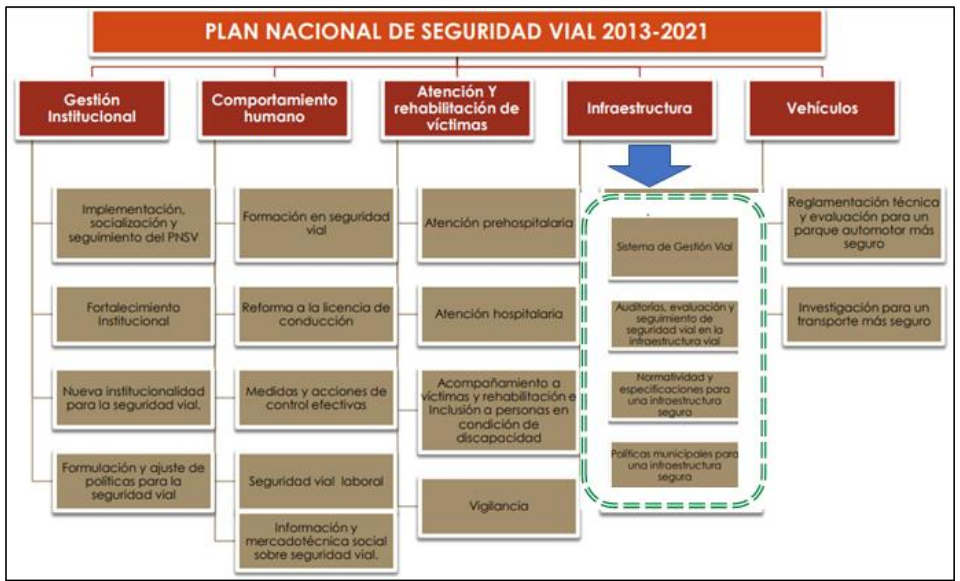 PLAN NACIONAL DE SEGURIDAD VIAL 2013-2021
Gestión
Institucional
Comportamiento
humano
Atención Y
rehabilitación de
víctimas
Infraestructura
Vehículos
Implementación,
socialización y
seguimiento del PNSV
Fortalecimiento
Institucional
Nueva institucionalidad
para la seguridad vial.
Formulación y ajuste de
políticas para la
seguridad vial
Formación en seguridad
vial
Reforma a la licencia de
conducción
Medidas y acciones de
control efectivas
Seguridad vial laboral
Información y
mercadotécnica social
sobre seguridad vial.
Atención prehospitalaria
Atención hospitalaria
Acompañamiento a
víctimas y rehabilitación e
Inclusión a personas en
condición de
discapacidad
Vigilancia
Sistema de Gestión Vial
Auditorías, evaluación y
seguimiento de
seguridad vial en la
infraestructura vial
Normatividad y
especificaciones para
una infraestructura
segura
Políticas municipales para
una infraestructura
segura
Reglamentación técnica
y evaluación para un
parque automotor más
seguro
Investigación para un
transporte más seguro